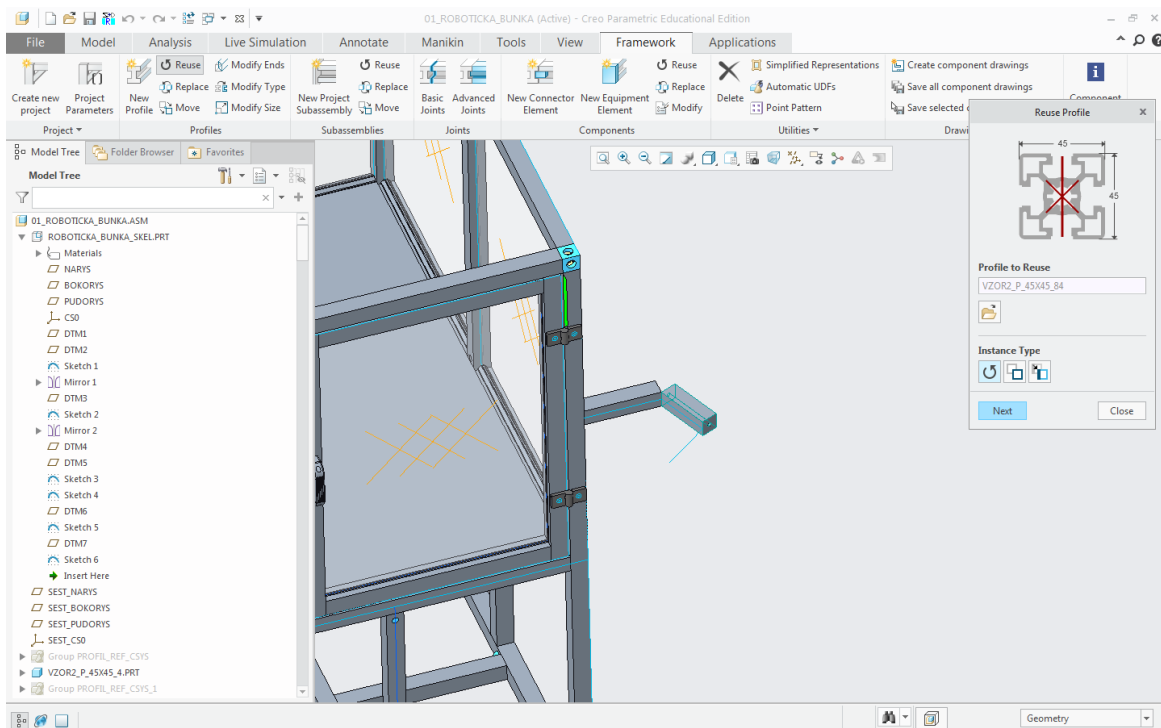 01_ROBOTICKA_BUNKA (Active) - Creo Parametric Educational Edition
File Model Analysis Live Simulation Annotate Manikin Tools View Framework Applications
Create new project
Project Parameters
Project
New Profile
Reuse
Replace
Move
Modify Ends
Modify Type
Modify Size
Profiles
New Project Subassembly
Reuse
Replace
Move
Subassemblies
Basic Joints
Advanced Joints
Joints
New Connector Element
New Equipment Element
Reuse
Replace
Modify
Components
Delete
Simplified Representations
Automatic UDFs
Point Pattern
Utilities
Create component drawings
Save all component drawings
Save selected
Component
Model Tree Folder Browser Favorites
Model Tree
01_ROBOTICKA_BUNKA.ASM
ROBOTICKA_BUNKA_SKEL.PRT
Materials
NARYS
BOKORYS
PUDORYS
CS0
DTM1
DTM2
Sketch 1
Mirror 1
DTM3
Sketch 2
Mirror 2
DTM4
DTM5
Sketch 3
Sketch 4
DTM6
Sketch 5
DTM7
Sketch 6
Insert Here
SEST_NARYS
SEST_BOKORYS
SEST_PUDORYS
SEST_CS0
Group PROFIL_REF_CSYS
VZOR2_P_45X45_4.PRT
Group PROFIL_REF_CSYS_1
Reuse Profile
45
45
Profile to Reuse
VZOR2_P_45X45_84
Instance Type
Next Close
Geometry